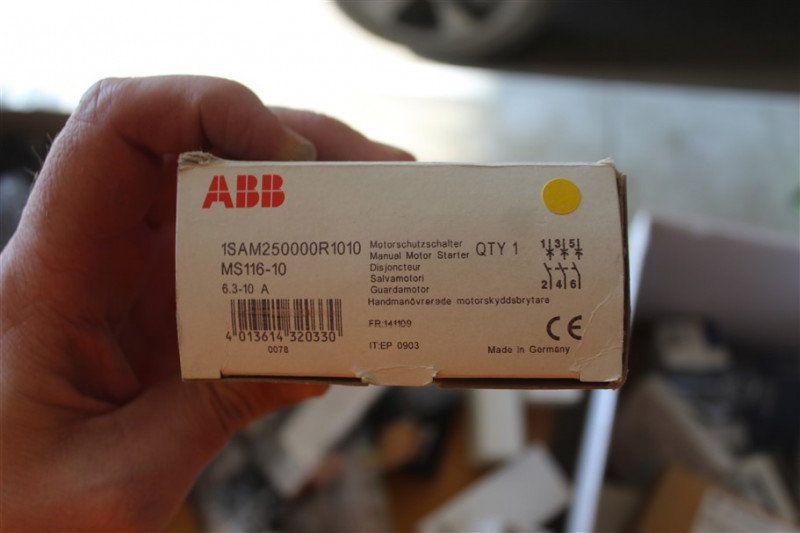 ABB
1SAM250000R1010
MS116-10
6.3-10 A
4 013614 320330
0078
Motorschutzschalter
Manual Motor Starter
Disjoncteur
Salvamotori
Guardamotor
Handmanövrerade motorskyddsbrytare
FR:141109
IT:EP 0903
QTY 1
1 3 5
2 4 6
CE
Made in Germany